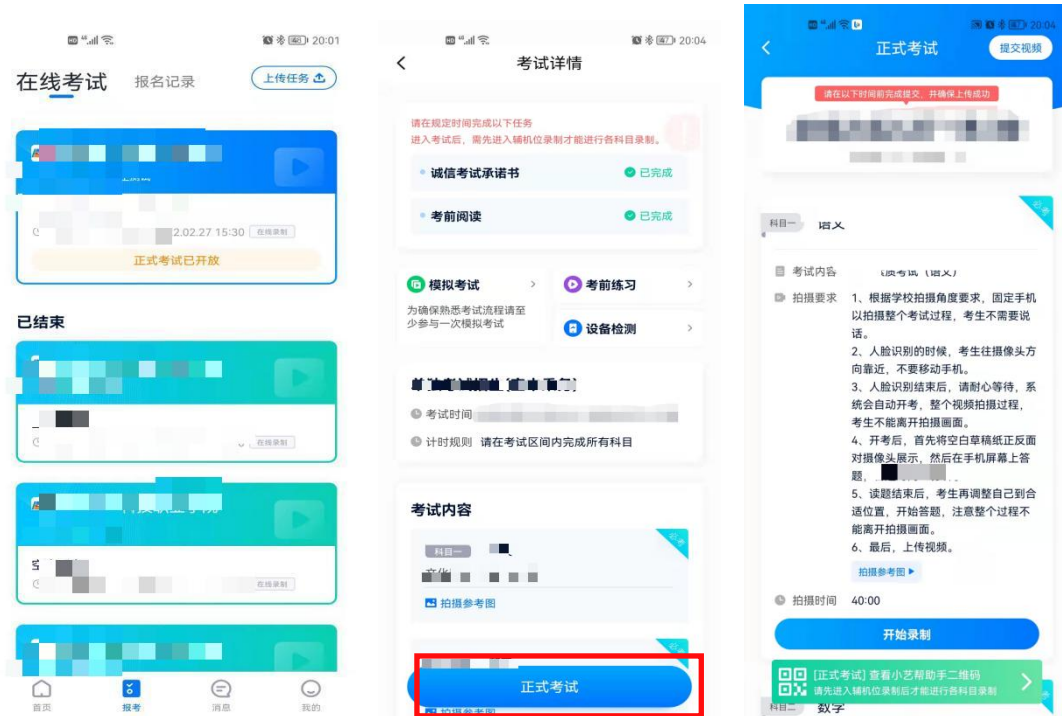 HD 46 40 20:01
在线考试 报名记录 上传任务
2.02.27 15:30 在线录制
正式考试已开放
已结束
在线录制
在线录制
首页 报考 消息 我的
HD 46 47 20:04
考试详情
请在规定时间完成以下任务
进入考试后，需先进入辅机位录制才能进行各科目录制。
诚信考试承诺书 已完成
考前阅读 已完成
模拟考试
为确保熟悉考试流程请至
少参与一次模拟考试
考前练习
设备检测
考试时间
计时规则 请在考试区间内完成所有科目
考试内容
必考
科目一
拍摄参考图
正式考试
拍摄参考图
HD 47 20:04
正式考试 提交视频
请在以下时间前完成提交，并确保上传成功
必考
科目一 语文
考试内容 质考试（语文）
拍摄要求 1、根据学校拍摄角度要求，固定手机
以拍摄整个考试过程，考生不需要说
话。
2、人脸识别的时候，考生往摄像头方
向靠近，不要移动手机。
3、人脸识别结束后，请耐心等待，系
统会自动开考，整个视频拍摄过程，
考生不能离开拍摄画面。
4、开考后，首先将空白草稿纸正反面
对摄像头展示，然后在手机屏幕上答
题，
5、读题结束后，考生再调整自己到合
适位置，开始答题，注意整个过程不
能离开拍摄画面。
6、最后，上传视频。
拍摄参考图
拍摄时间 40:00
开始录制
[正式考试] 查看小艺帮助手二维码
请先进入辅机位录制后才能进行各科目录制
科目二 数学